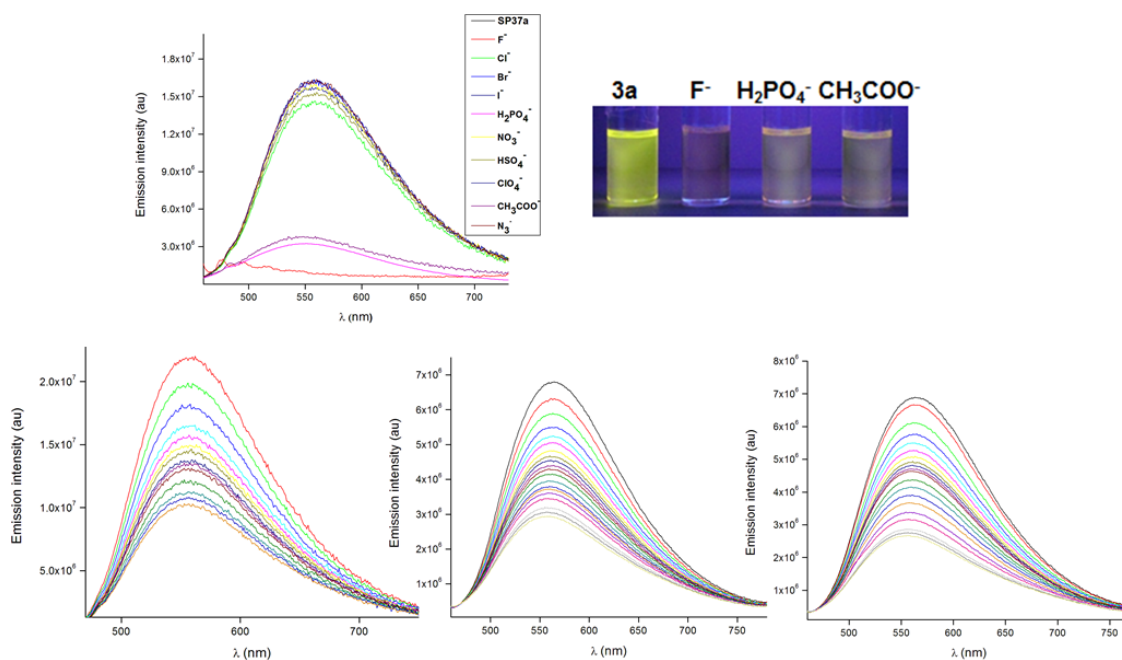 SP37a
F⁻
Cl⁻
Br⁻
I⁻
H₂PO₄⁻
NO₃⁻
HSO₄⁻
ClO₄⁻
CH₃COO⁻
N₃⁻
Emission intensity (au)
1.8x10⁷
1.5x10⁷
1.2x10⁷
9.0x10⁶
6.0x10⁶
3.0x10⁶
500 550 600 650 700
λ (nm)
3a F⁻ H₂PO₄⁻ CH₃COO⁻
Emission intensity (au)
2.0x10⁷
1.5x10⁷
1.0x10⁷
5.0x10⁶
500 600 700
λ (nm)
Emission intensity (au)
7x10⁶
6x10⁶
5x10⁶
4x10⁶
3x10⁶
2x10⁶
1x10⁶
500 550 600 650 700 750
λ (nm)
Emission intensity (au)
8x10⁶
7x10⁶
6x10⁶
5x10⁶
4x10⁶
3x10⁶
2x10⁶
1x10⁶
500 550 600 650 700 750
λ (nm)